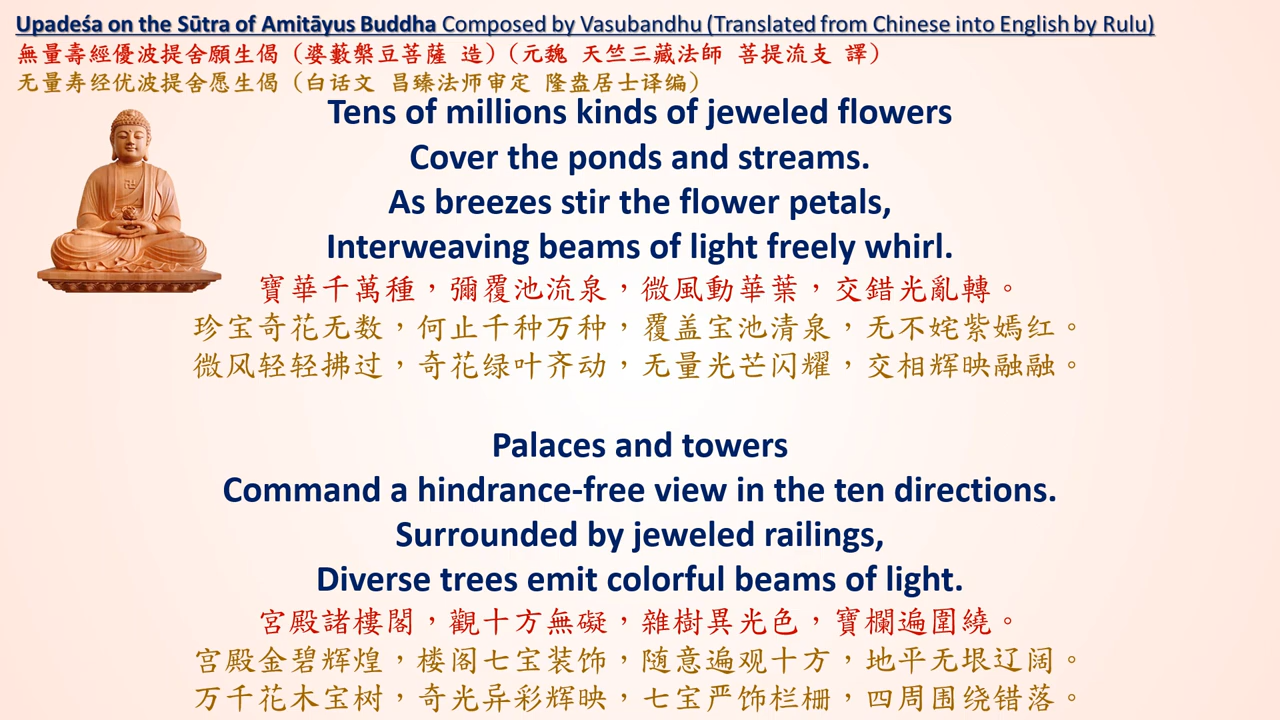 Upadeśa on the Sūtra of Amitāyus Buddha Composed by Vasubandhu (Translated from Chinese into English by Rulu)
無量壽經優波提舍願生偈（婆藪槃豆菩薩 造）（元魏 天竺三藏法師 菩提流支 譯）
无量寿经优波提舍愿生偈（白话文 昌臻法师审定 隆盎居士译编）
Tens of millions kinds of jeweled flowers
Cover the ponds and streams.
As breezes stir the flower petals,
Interweaving beams of light freely whirl.
寶華千萬種，彌覆池流泉，微風動華葉，交錯光亂轉。
珍宝奇花无数，何止千种万种，覆盖宝池清泉，无不姹紫嫣红。
微风轻轻拂过，奇花绿叶齐动，无量光芒闪耀，交相辉映融融。
Palaces and towers
Command a hindrance-free view in the ten directions.
Surrounded by jeweled railings,
Diverse trees emit colorful beams of light.
宮殿諸樓閣，觀十方無礙，雜樹異光色，寶欄遍圍繞。
宫殿金碧辉煌，楼阁七宝装饰，随意遍观十方，地平无垠辽阔。
万千花木宝树，奇光异彩辉映，七宝严饰栏栅，四周围绕错落。